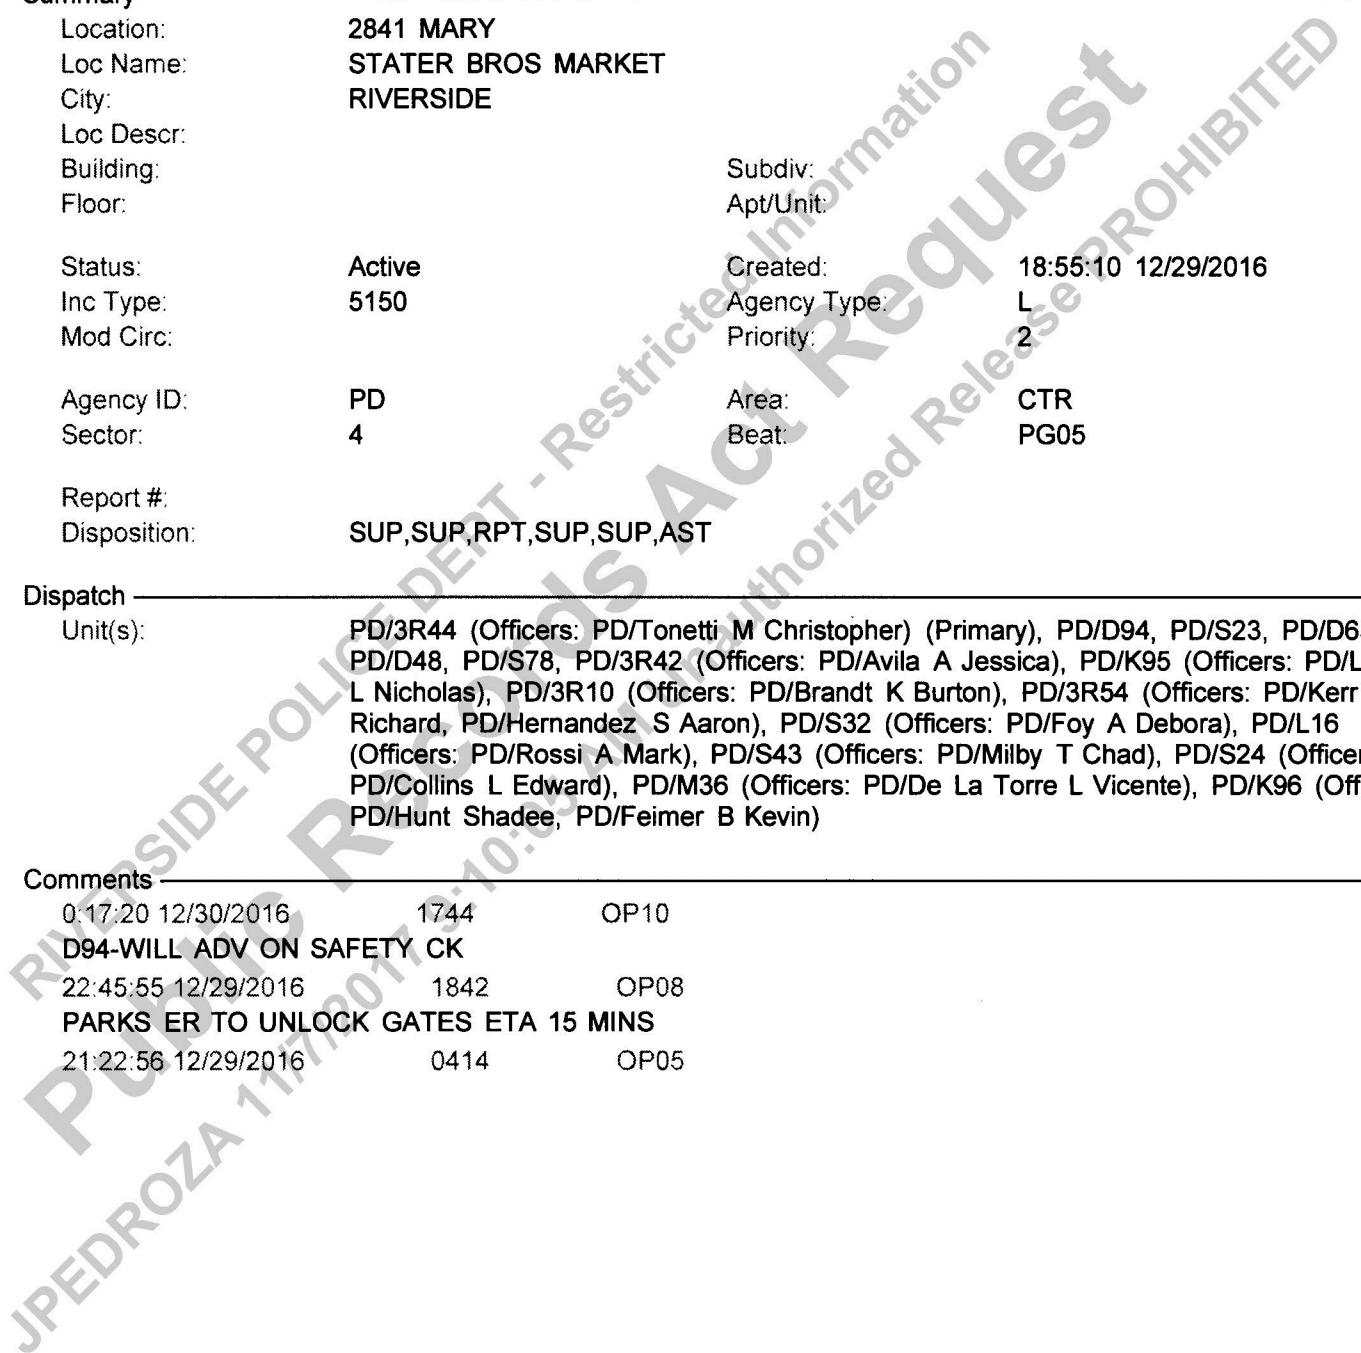 Location: 2841 MARY
Loc Name: STATER BROS MARKET
City: RIVERSIDE
Loc Descr:
Building: Subdiv:
Floor: Apt/Unit:
Status: Active Created: 18:55:10 12/29/2016
Inc Type: 5150 Agency Type: L
Mod Circ: Priority: 2
Agency ID: PD Area: CTR
Sector: 4 Beat: PG05
Report #:
Disposition: SUP,SUP,RPT,SUP,SUP,AST
Dispatch
Unit(s): PD/3R44 (Officers: PD/Tonetti M Christopher) (Primary), PD/D94, PD/S23,
PD/D48, PD/S78, PD/3R42 (Officers: PD/Avila A Jessica), PD/K95 (Officers:
L Nicholas), PD/3R10 (Officers: PD/Brandt K Burton), PD/3R54 (Officers: PD/Kerr
Richard, PD/Hernandez S Aaron), PD/S32 (Officers: PD/Foy A Debora), PD/L16
(Officers: PD/Rossi A Mark), PD/S43 (Officers: PD/Milby T Chad), PD/S24
PD/Collins L Edward), PD/M36 (Officers: PD/De La Torre L Vicente), PD/K96
PD/Hunt Shadee, PD/Feimer B Kevin)
Comments
0:17:20 12/30/2016 1744 OP10
D94-WILL ADV ON SAFETY CK
22:45:55 12/29/2016 1842 OP08
PARKS ER TO UNLOCK GATES ETA 15 MINS
21:22:56 12/29/2016 0414 OP05
RIVERSIDE POLICE DEPT - Restricted Information
Public Records Act Request
JPEDROZA 11/7/2017 9:10:05 AM Unauthorized Release PROHIBITED